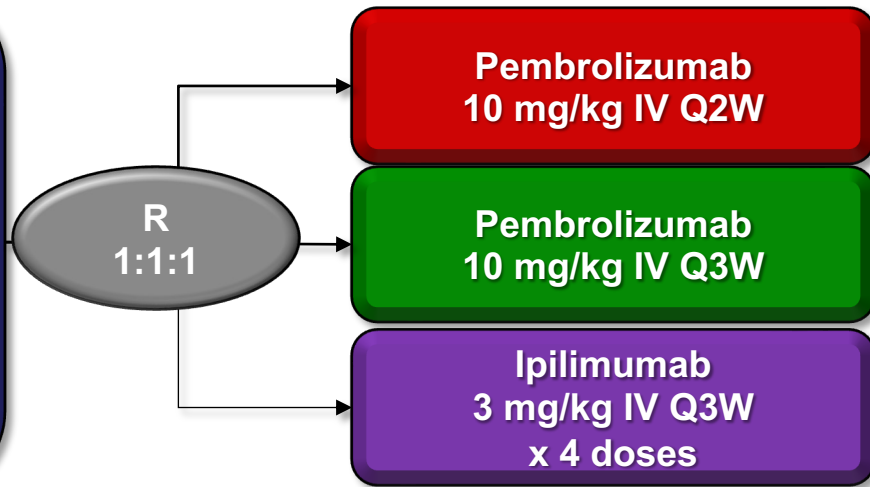 Pembrolizumab
10 mg/kg IV Q2W
R
1:1:1
Pembrolizumab
10 mg/kg IV Q3W
Ipilimumab
3 mg/kg IV Q3W
x 4 doses